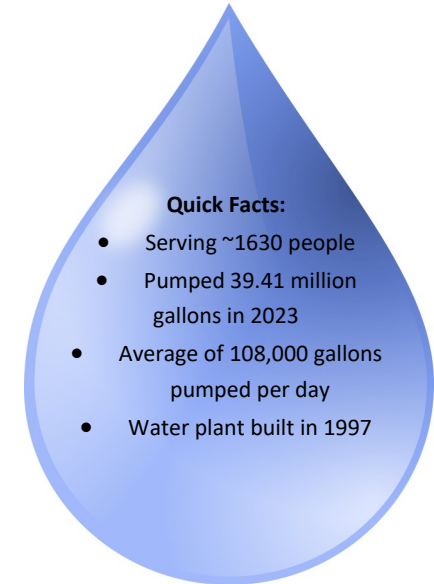 Quick Facts:
• Serving ~1630 people
• Pumped 39.41 million
gallons in 2023
• Average of 108,000 gallons
pumped per day
• Water plant built in 1997